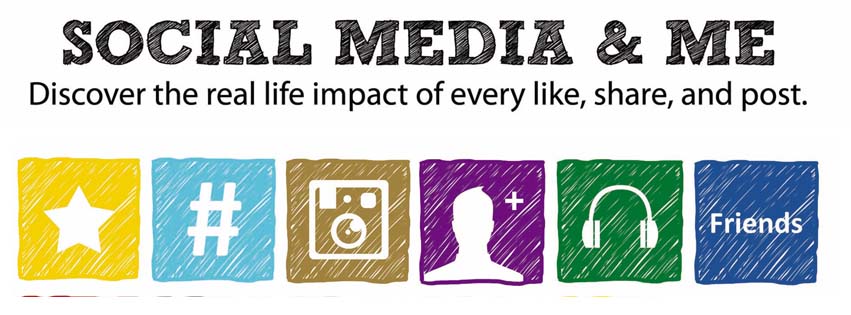 SOCIAL MEDIA & ME
Discover the real life impact of every like, share, and post.
#
+
Friends